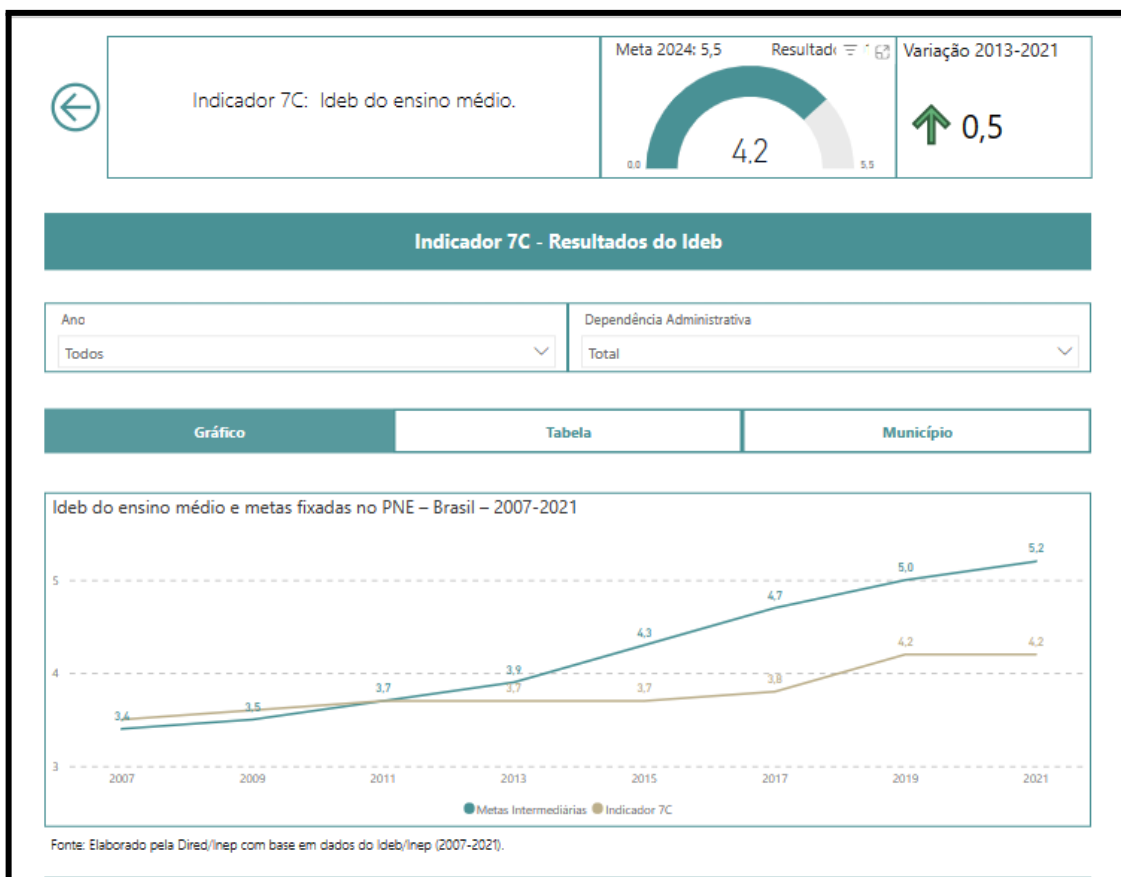 Indicador 7C: Ideb do ensino médio.
Meta 2024: 5,5
4,2
0,0
5,5
Variação 2013-2021
0,5
Indicador 7C - Resultados do Ideb
Ano
Todos
Dependência Administrativa
Total
Gráfico
Tabela
Município
Ideb do ensino médio e metas fixadas no PNE – Brasil – 2007-2021
5
4
3
3,4
3,5
3,7
3,9
4,3
4,7
5,0
5,2
3,7
3,7
3,8
4,2
4,2
2007
2009
2011
2013
2015
2017
2019
2021
Metas Intermediárias
Indicador 7C
Fonte: Elaborado pela Dired/Inep com base em dados do Ideb/Inep (2007-2021).